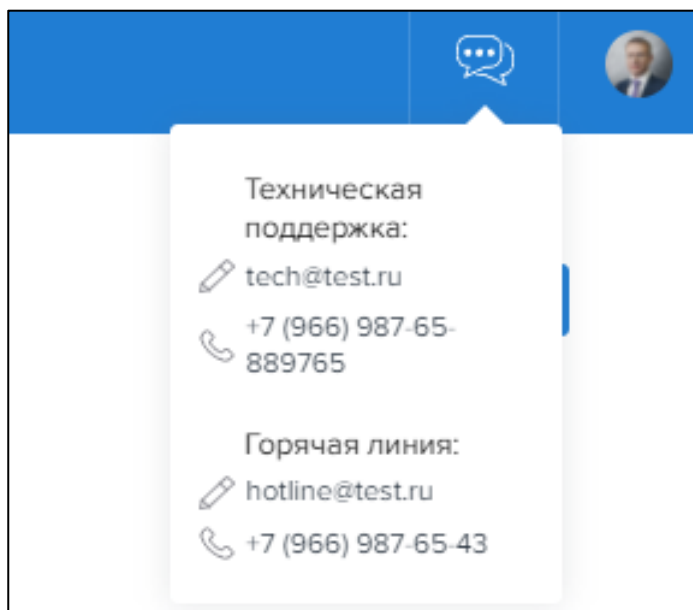 Техническая
поддержка:
tech@test.ru
+7 (966) 987-65-
889765
Горячая линия:
hotline@test.ru
+7 (966) 987-65-43